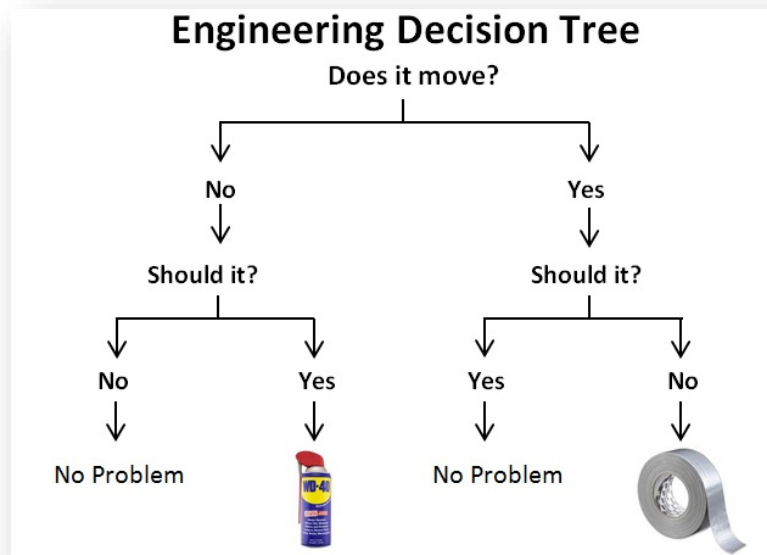 Engineering Decision Tree
Does it move?
No Yes
Should it? Should it?
No Yes Yes No
No Problem No Problem
WD-40